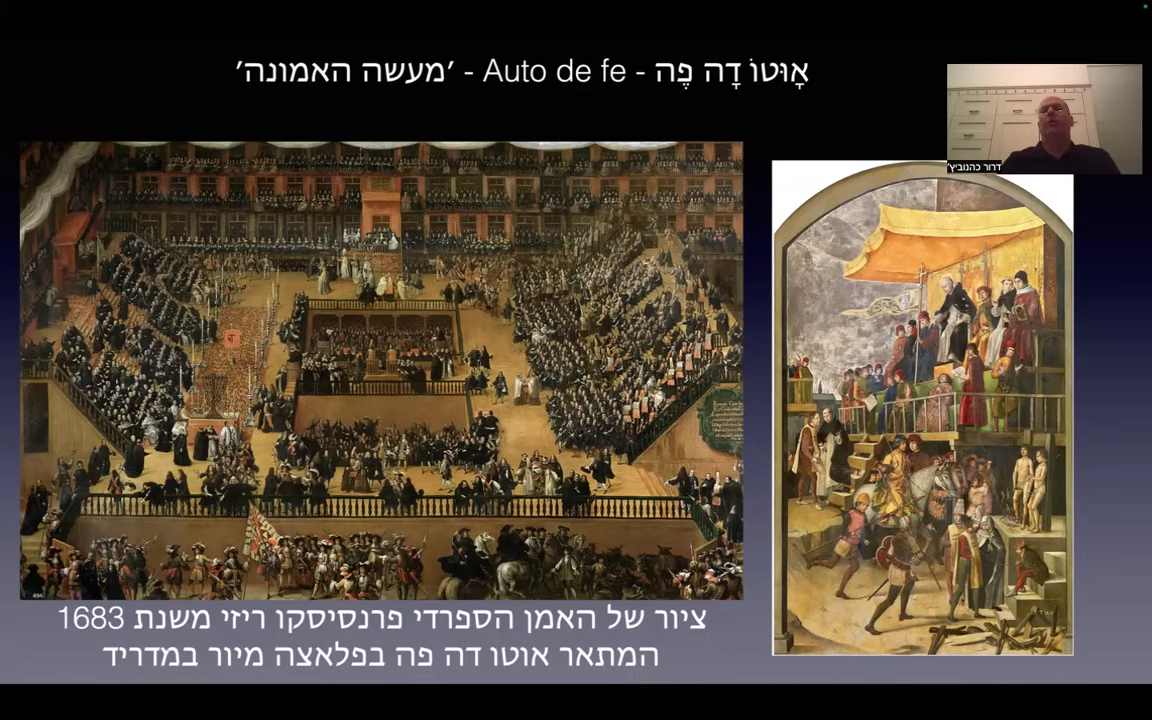 אָוּטוֹ דָה פֶה - Auto de fe - ׳מעשה האמונה׳
דרור כהנוביץ׳
ציור של האמן הספרדי פרנסיסקו ריזי משנת 1683
המתאר אוטו דה פה בפלאצה מיור במדריד